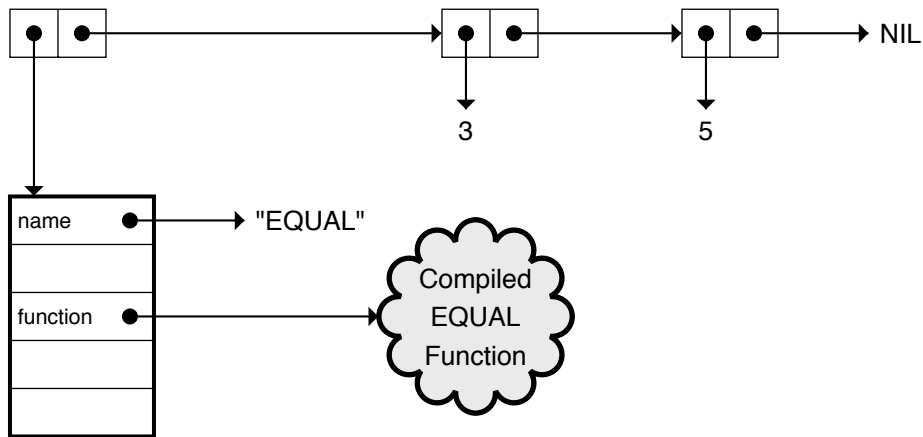 NIL
3
5
name
"EQUAL"
function
Compiled
EQUAL
Function